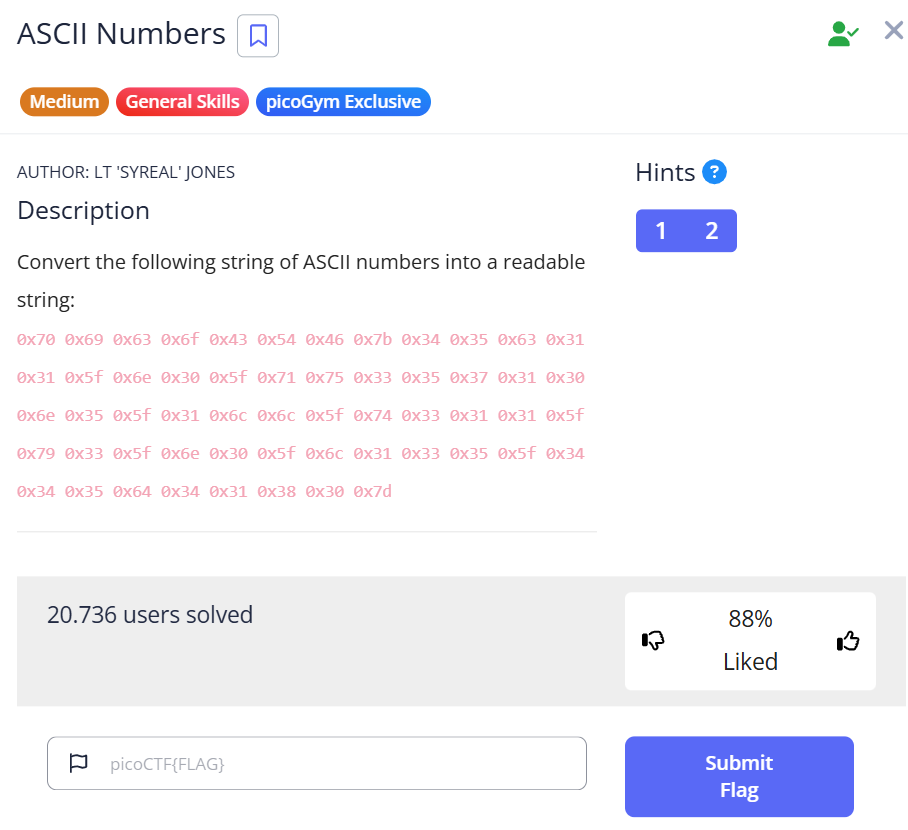 ASCII Numbers
Medium General Skills picoGym Exclusive
AUTHOR: LT 'SYREAL' JONES
Description
Convert the following string of ASCII numbers into a readable
string:
0x70 0x69 0x63 0x6f 0x43 0x54 0x46 0x7b 0x34 0x35 0x63 0x31
0x31 0x5f 0x6e 0x30 0x5f 0x71 0x75 0x33 0x35 0x37 0x31 0x30
0x6e 0x35 0x5f 0x31 0x6c 0x6c 0x5f 0x74 0x33 0x31 0x31 0x5f
0x79 0x33 0x5f 0x6e 0x30 0x5f 0x6c 0x31 0x33 0x35 0x5f 0x34
0x34 0x35 0x64 0x34 0x31 0x38 0x30 0x7d
Hints ?
1 2
20.736 users solved
88%
Liked
picoCTF{FLAG}
Submit
Flag